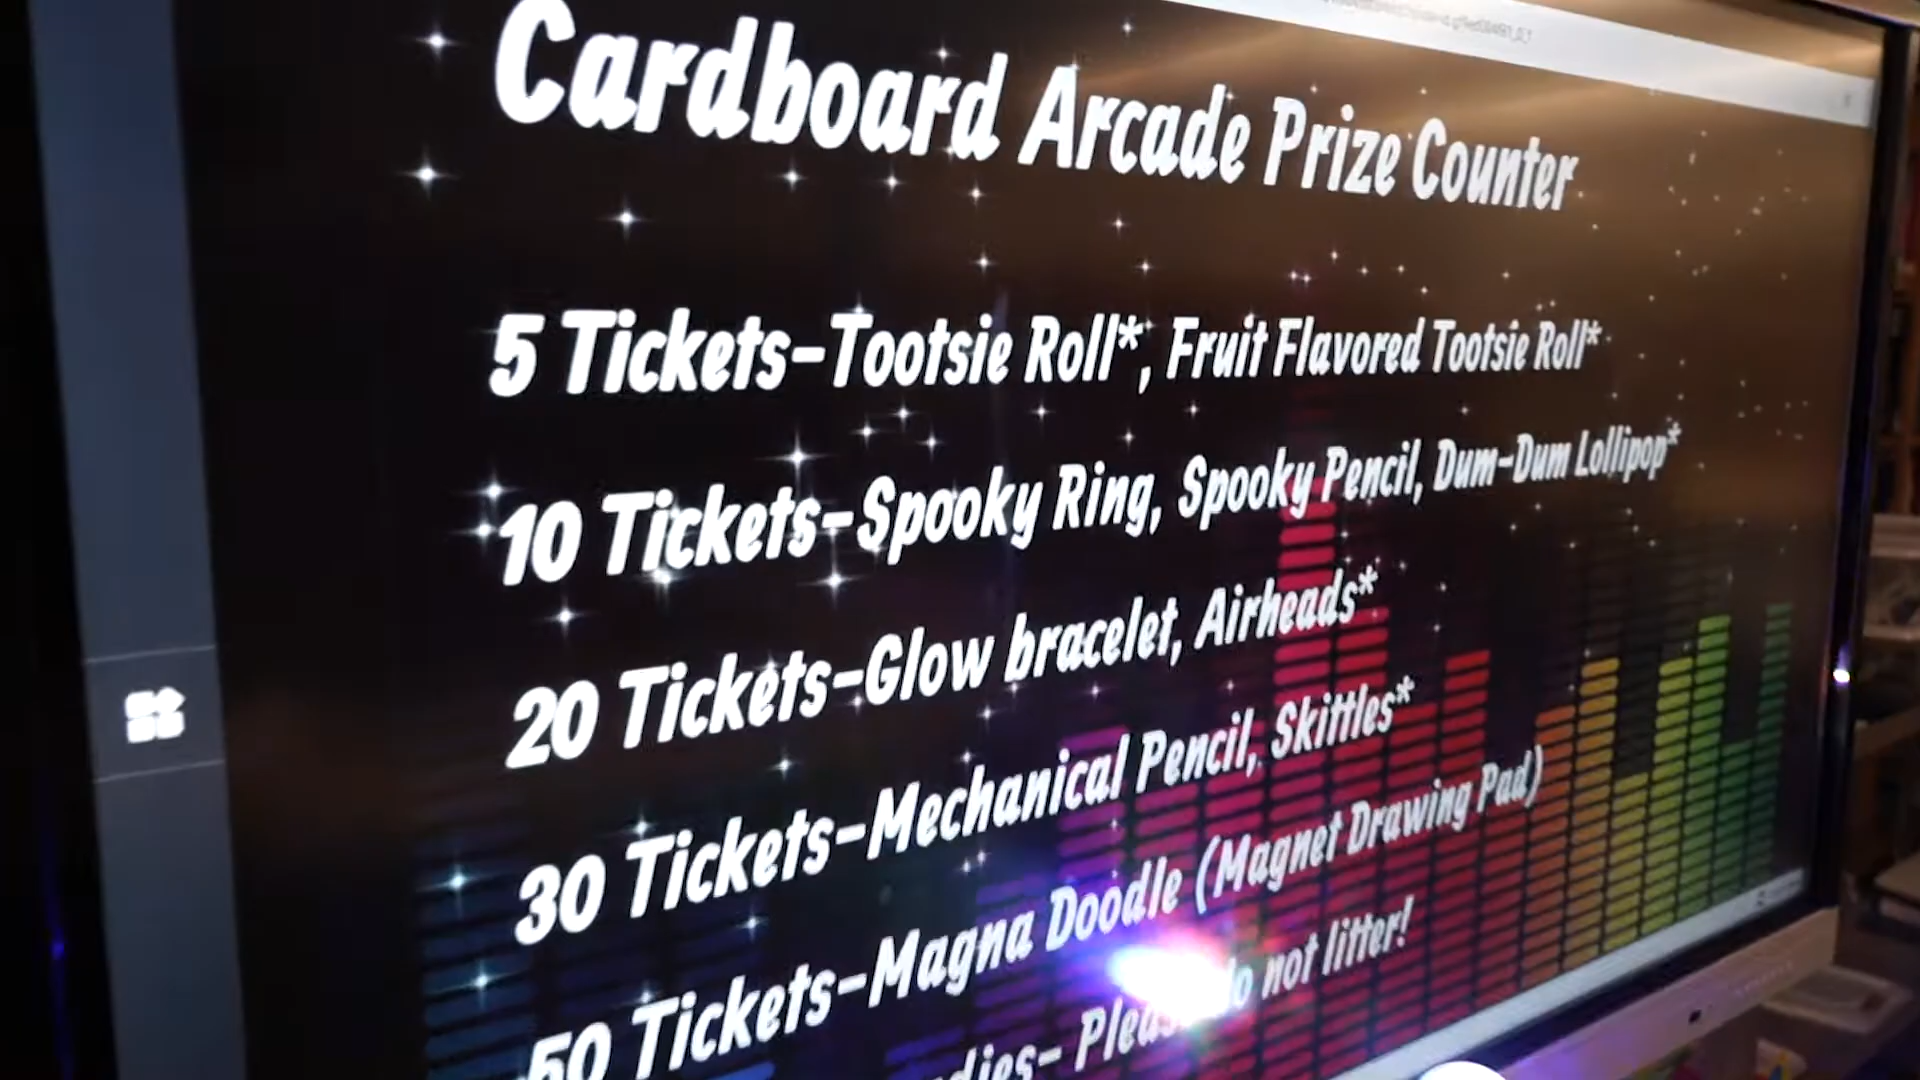 Cardboard Arcade Prize Counter
5 Tickets-Tootsie Roll*, Fruit Flavored Tootsie Roll*
10 Tickets-Spooky Ring, Spooky Pencil, Dum-Dum Lollipop*
20 Tickets-Glow bracelet, Airheads*
30 Tickets-Mechanical Pencil, Skittles*
50 Tickets-Magna Doodle (Magnet Drawing Pad)
not litter!